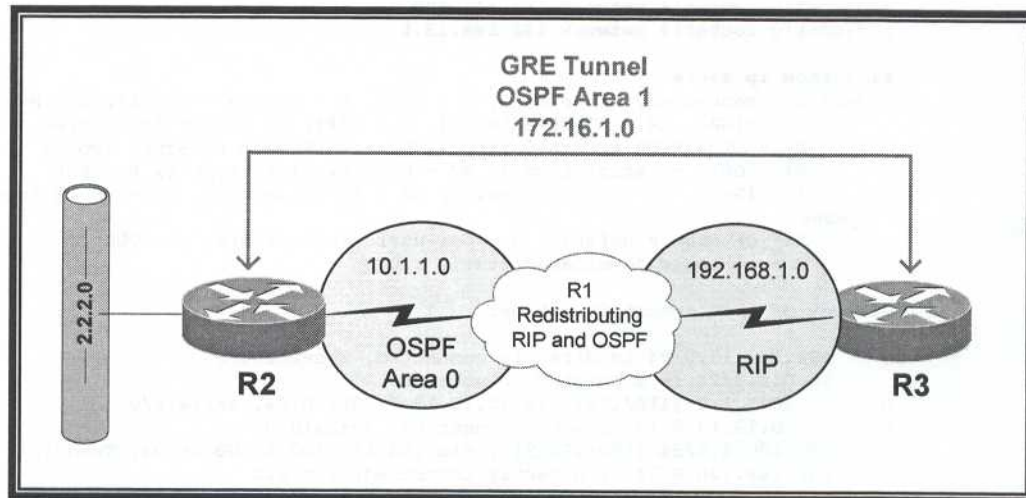 GRE Tunnel
OSPF Area 1
172.16.1.0
2.2.2.0
10.1.1.0
192.168.1.0
R1
Redistributing
RIP and OSPF
OSPF
Area 0
RIP
R2
R3